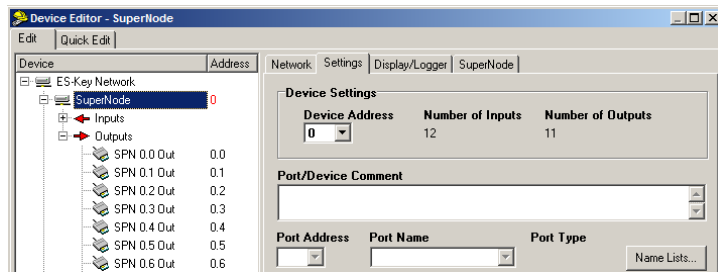 Device Editor - SuperNode
Edit Quick Edit
Device Address
ES-Key Network
SuperNode 0
Inputs
Outputs
SPN 0.0 Out 0.0
SPN 0.1 Out 0.1
SPN 0.2 Out 0.2
SPN 0.3 Out 0.3
SPN 0.4 Out 0.4
SPN 0.5 Out 0.5
SPN 0.6 Out 0.6
Network Settings Display/Logger SuperNode
Device Settings
Device Address Number of Inputs Number of Outputs
0 12 11
Port/Device Comment
Port Address Port Name Port Type
Name Lists...